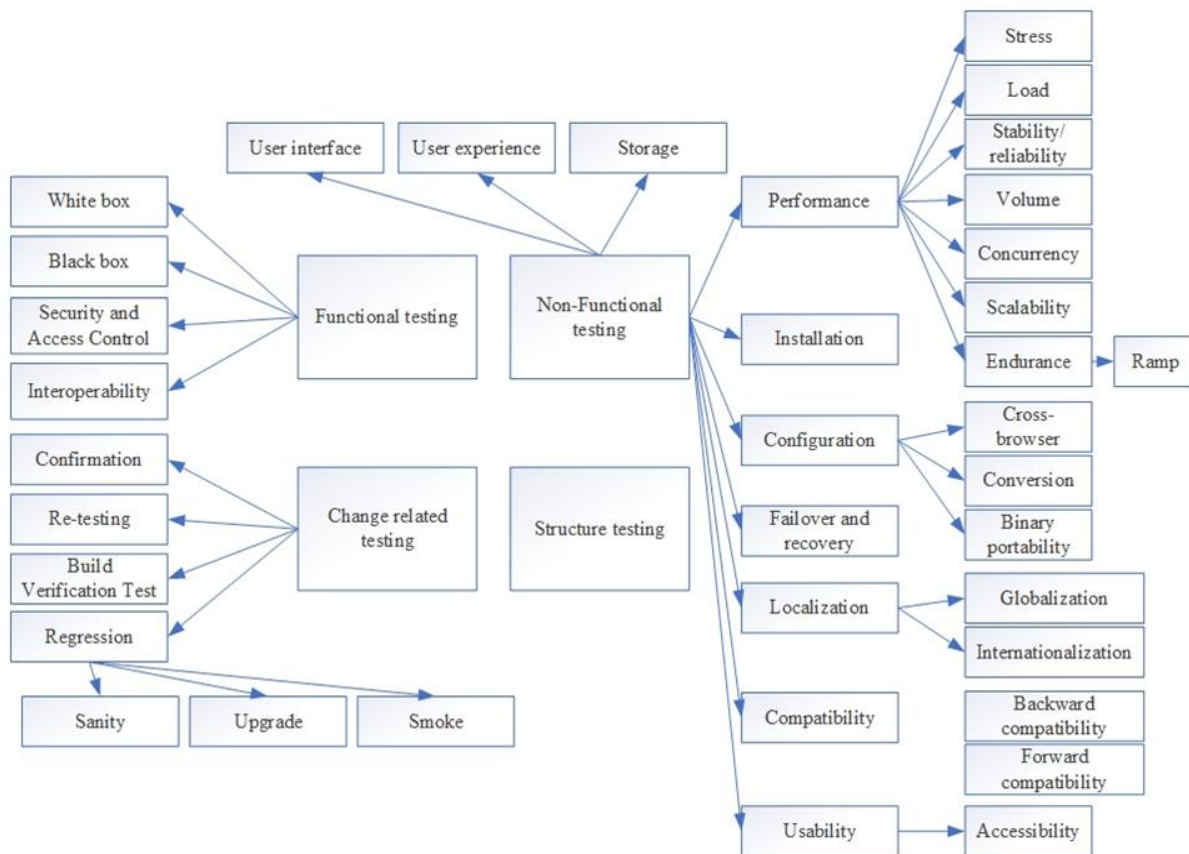 Stress
Load
User interface
User experience
Storage
Stability/
reliability
White box
Performance
Volume
Black box
Functional testing
Non-Functional
testing
Concurrency
Security and
Access Control
Scalability
Installation
Interoperability
Endurance
Ramp
Confirmation
Configuration
Cross-
browser
Conversion
Re-testing
Change related
testing
Structure testing
Failover and
recovery
Binary
portability
Build
Verification Test
Localization
Globalization
Regression
Internationalization
Sanity
Upgrade
Smoke
Compatibility
Backward
compatibility
Forward
compatibility
Usability
Accessibility